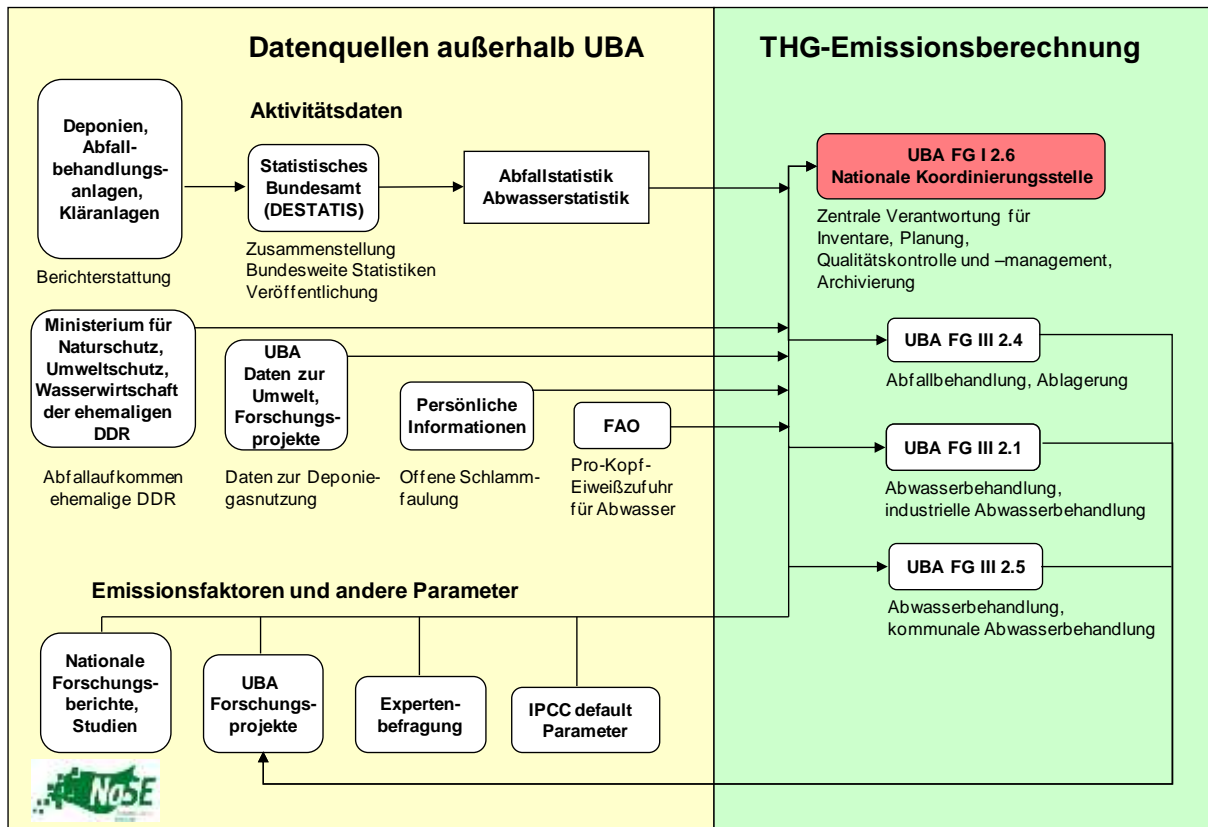 Datenquellen außerhalb UBA
THG-Emissionsberechnung
Aktivitätsdaten
Deponien,
Abfall-
behandlungs-
anlagen,
Kläranlagen
Berichterstattung
Statistisches
Bundesamt
(DESTATIS)
Zusammenstellung
Bundesweite Statistiken
Veröffentlichung
Abfallstatistik
Abwasserstatistik
UBA FG I 2.6
Nationale Koordinierungsstelle
Zentrale Verantwortung für
Inventare, Planung,
Qualitätskontrolle und –management,
Archivierung
Ministerium für
Naturschutz,
Umweltschutz,
Wasserwirtschaft
der ehemaligen
DDR
Abfallaufkommen
ehemalige DDR
UBA
Daten zur
Umwelt,
Forschungs-
projekte
Daten zur Deponie-
gasnutzung
Persönliche
Informationen
Offene Schlamm-
faulung
FAO
Pro-Kopf-
Eiweißzufuhr
für Abwasser
UBA FG III 2.4
Abfallbehandlung, Ablagerung
UBA FG III 2.1
Abwasserbehandlung,
industrielle Abwasserbehandlung
UBA FG III 2.5
Abwasserbehandlung,
kommunale Abwasserbehandlung
Emissionsfaktoren und andere Parameter
Nationale
Forschungs-
berichte,
Studien
UBA
Forschungs-
projekte
Experten-
befragung
IPCC default
Parameter
NaSE